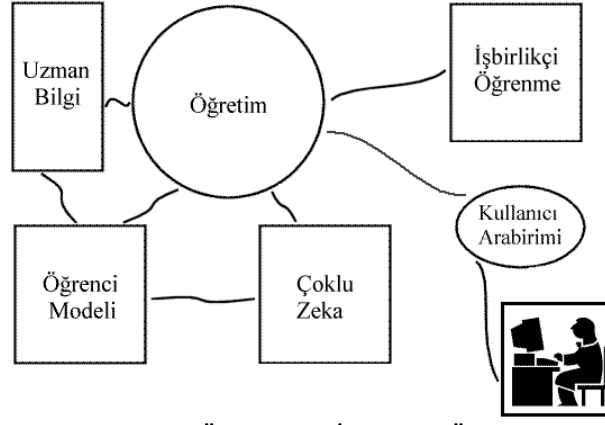 Uzman
Bilgi
Öğretim
İşbirlikçi
Öğrenme
Kullanıcı
Arabirimi
Öğrenci
Modeli
Çoklu
Zeka